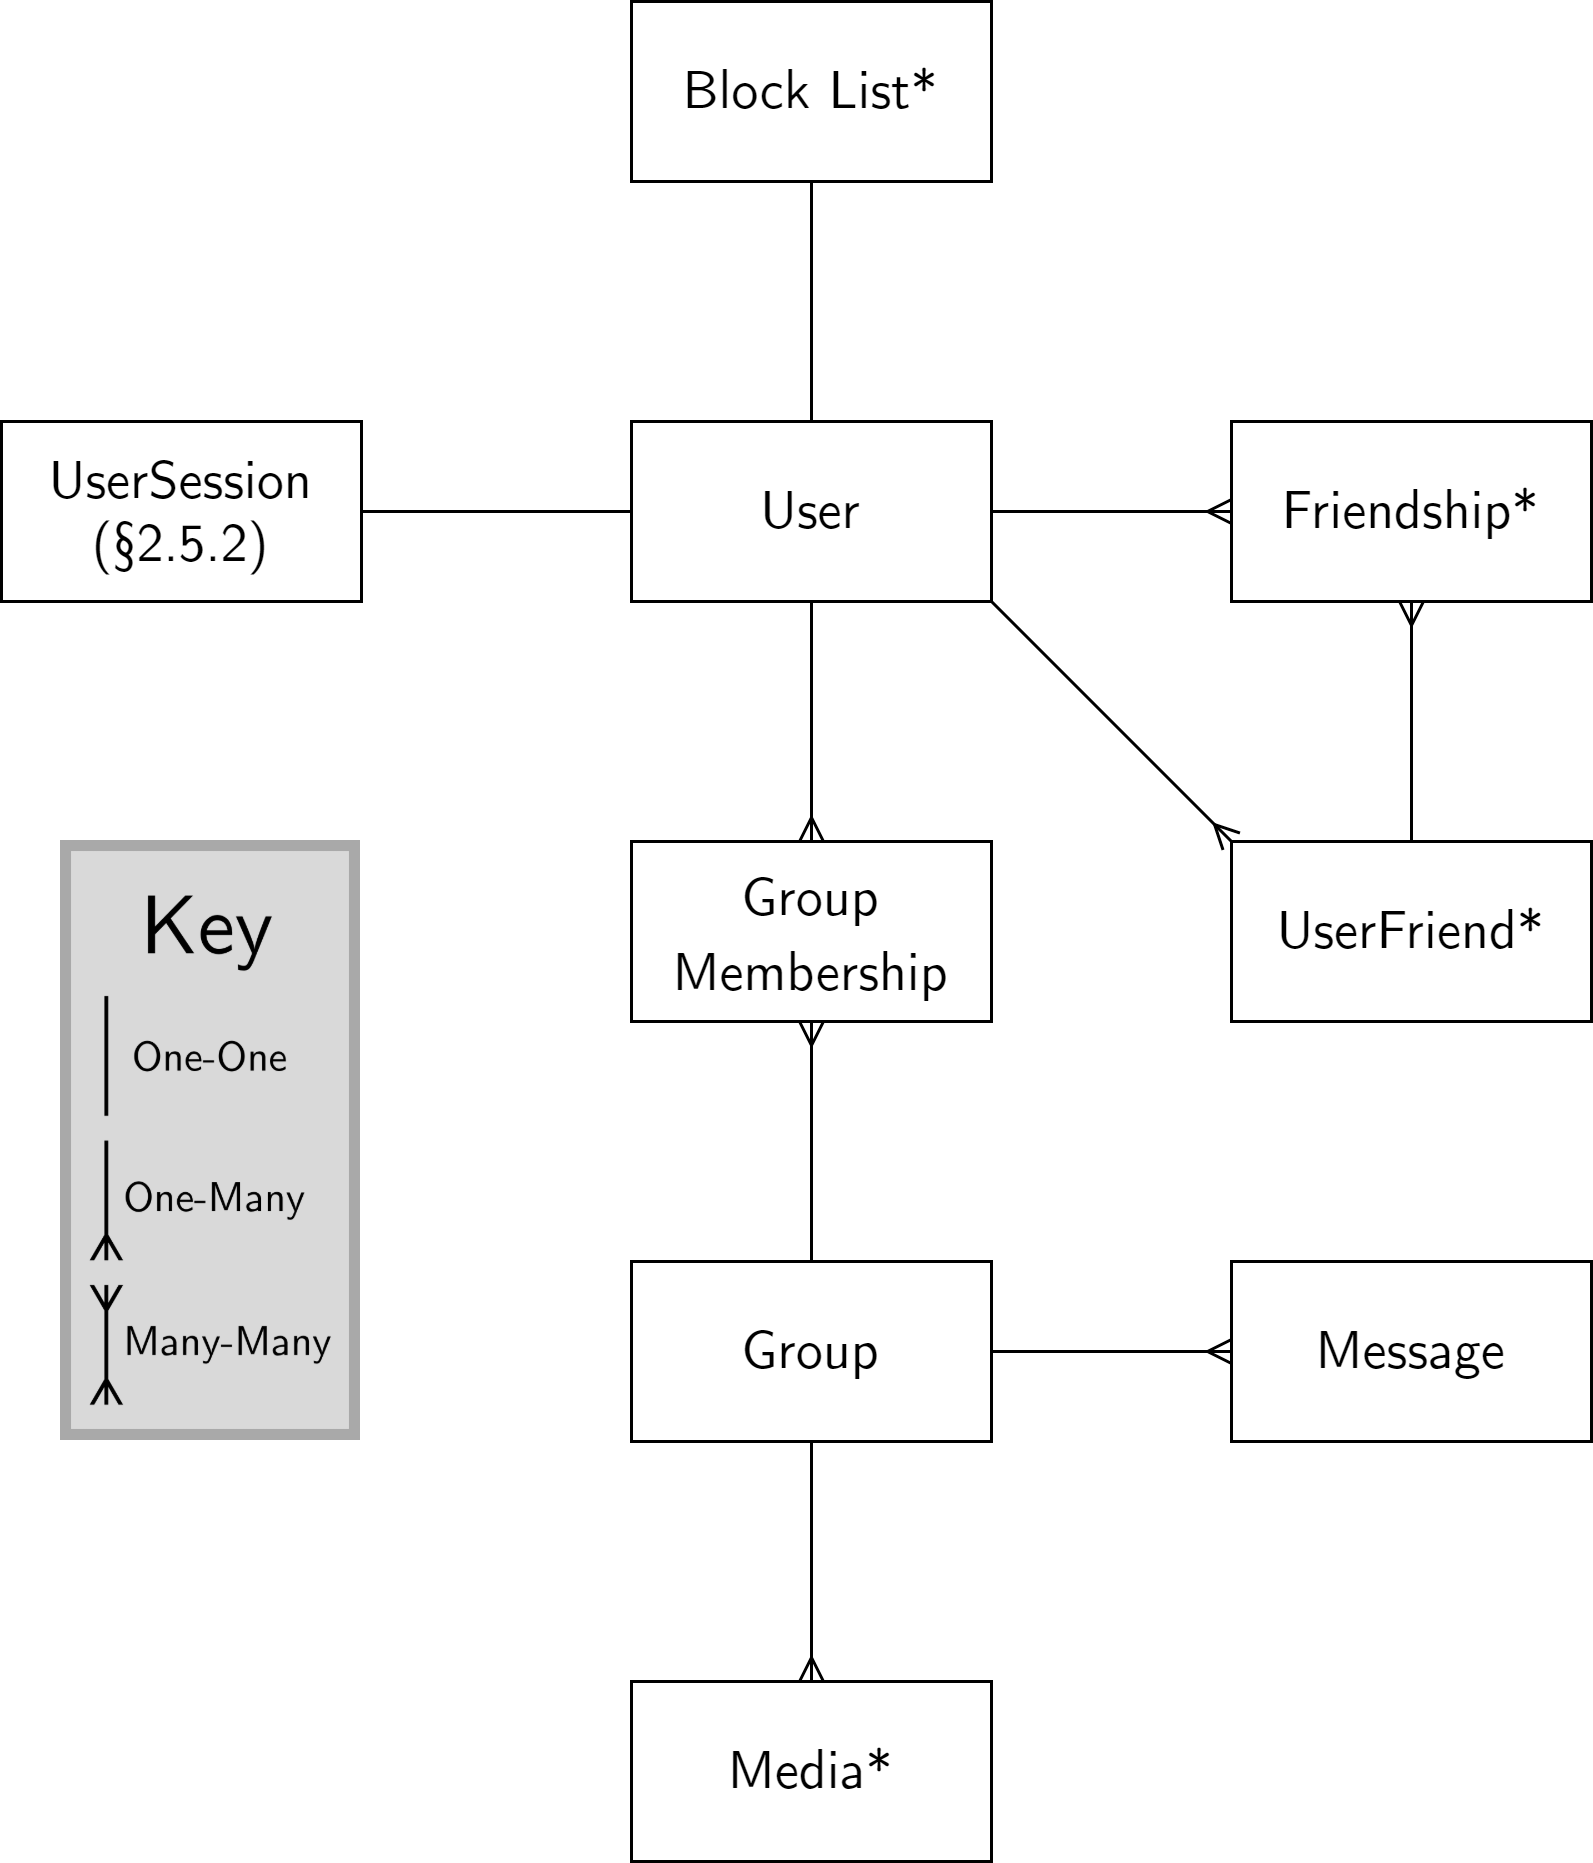 Block List*
UserSession
(§2.5.2)
User
Friendship*
Group
Membership
UserFriend*
Key
One-One
One-Many
Many-Many
Group
Message
Media*